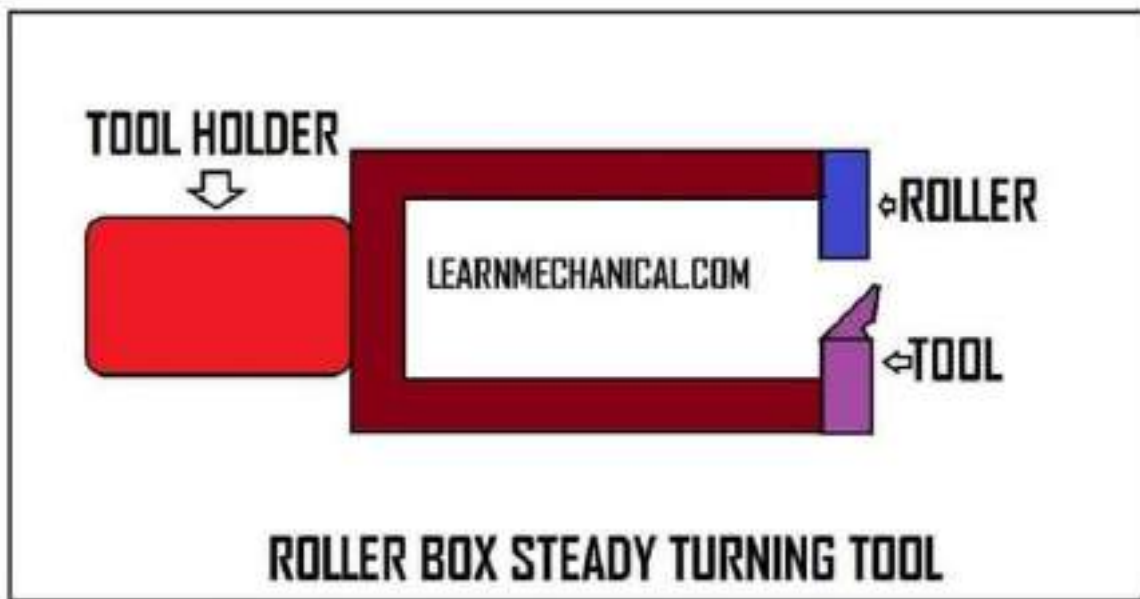 TOOL HOLDER
ROLLER
LEARNMECHANICAL.COM
TOOL
ROLLER BOX STEADY TURNING TOOL